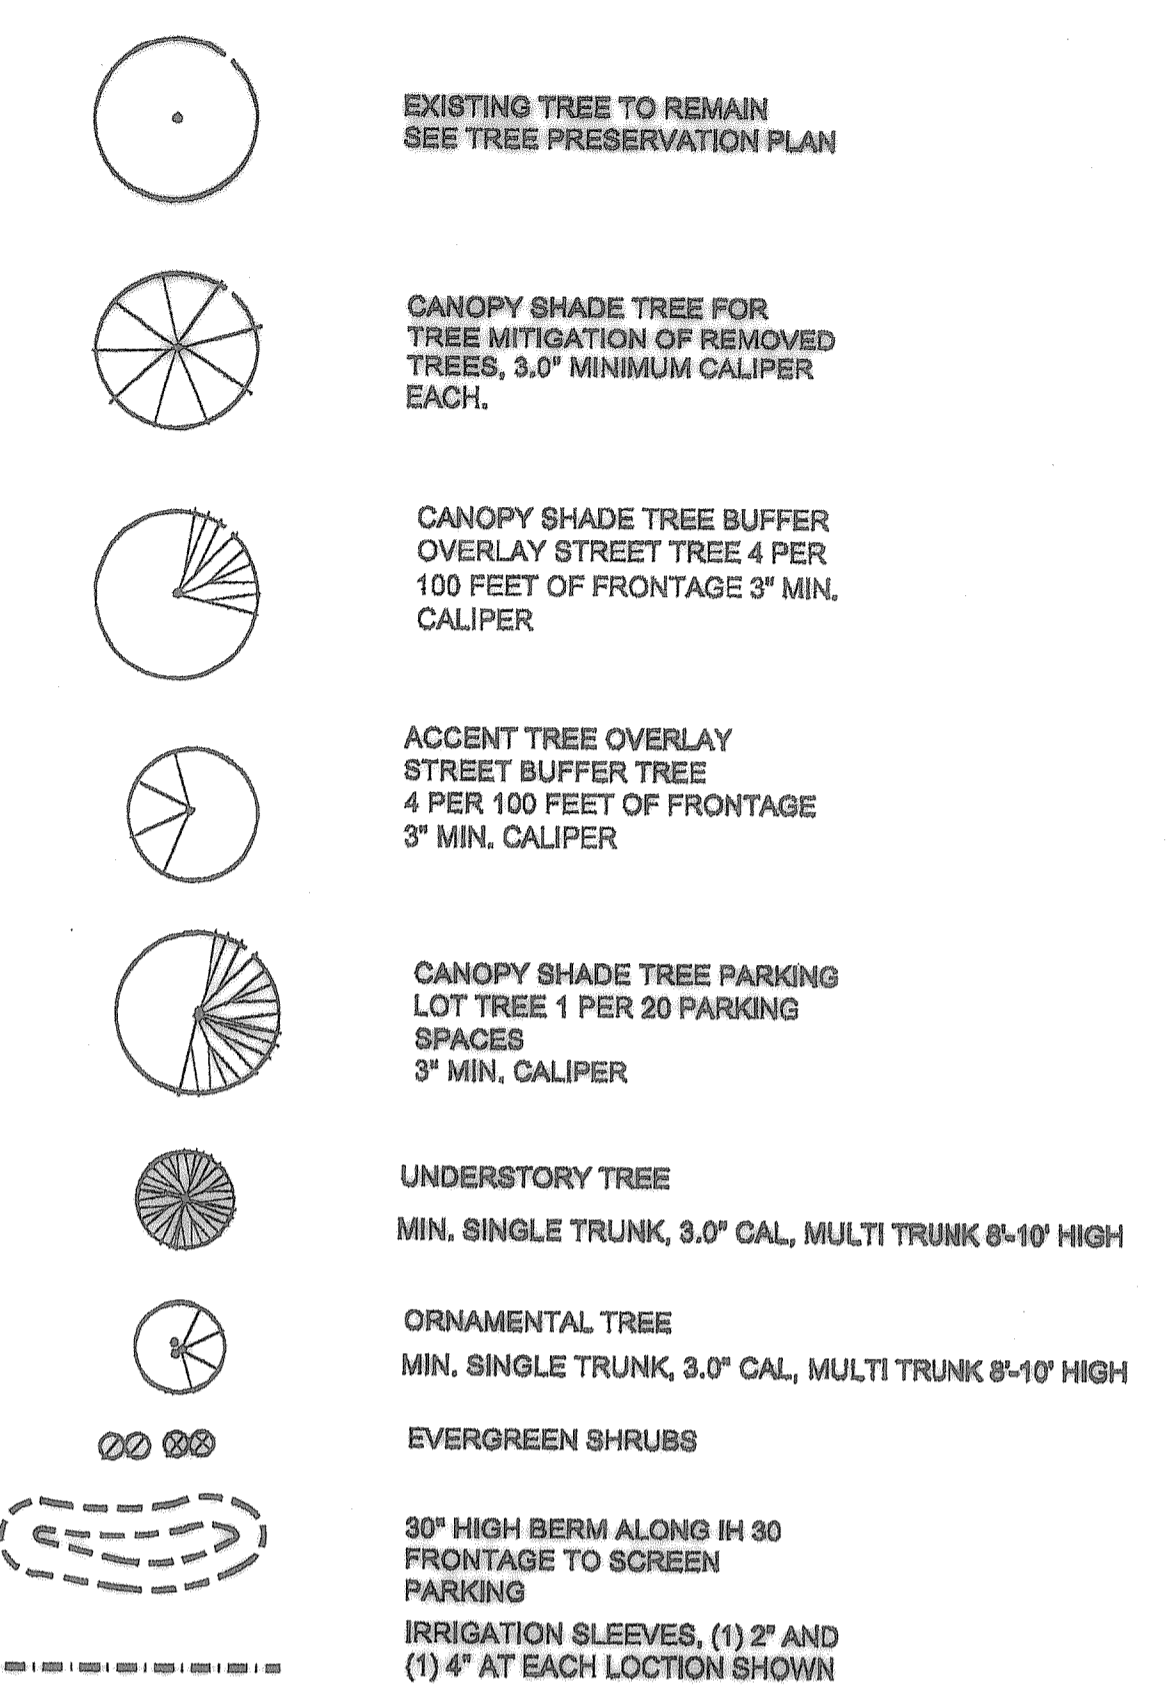 EXISTING TREE TO REMAIN
SEE TREE PRESERVATION PLAN
CANOPY SHADE TREE FOR
TREE MITIGATION OF REMOVED
TREES, 3.0" MINIMUM CALIPER
EACH.
CANOPY SHADE TREE BUFFER
OVERLAY STREET TREE 4 PER
100 FEET OF FRONTAGE 3" MIN.
CALIPER
ACCENT TREE OVERLAY
STREET BUFFER TREE
4 PER 100 FEET OF FRONTAGE
3" MIN. CALIPER
CANOPY SHADE TREE PARKING
LOT TREE 1 PER 20 PARKING
SPACES
3" MIN. CALIPER
UNDERSTORY TREE
MIN. SINGLE TRUNK, 3.0" CAL, MULTI TRUNK 8'-10' HIGH
ORNAMENTAL TREE
MIN. SINGLE TRUNK, 3.0" CAL, MULTI TRUNK 8'-10' HIGH
EVERGREEN SHRUBS
30" HIGH BERM ALONG IH 30
FRONTAGE TO SCREEN
PARKING
IRRIGATION SLEEVES, (1) 2" AND
(1) 4" AT EACH LOCTION SHOWN